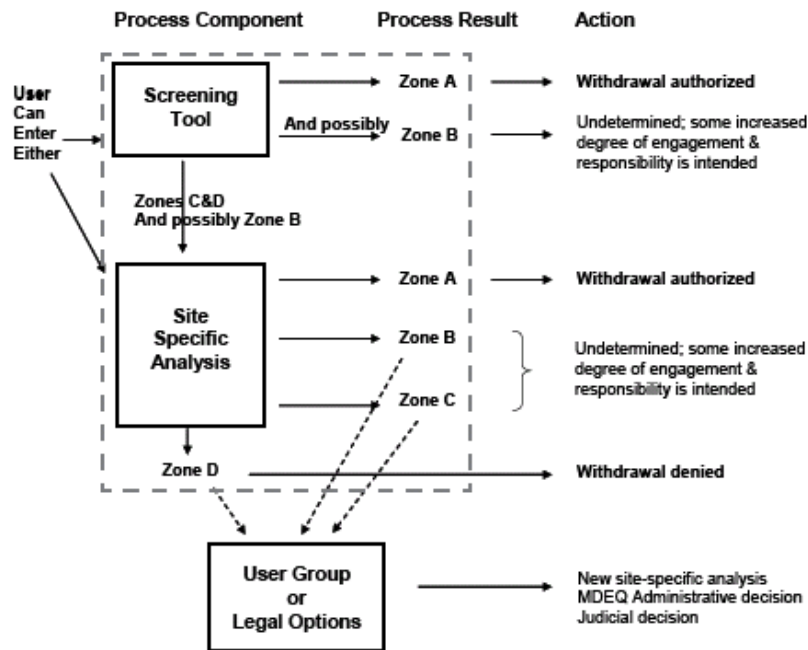 Process Component Process Result Action
User
Can
Enter
Either
Screening
Tool
Zone A
Withdrawal authorized
And possibly
Zone B
Undetermined; some increased
degree of engagement &
responsibility is intended
Zones C&D
And possibly Zone B
Site
Specific
Analysis
Zone A
Withdrawal authorized
Zone B
Zone C
Undetermined; some increased
degree of engagement &
responsibility is intended
Zone D
Withdrawal denied
User Group
or
Legal Options
New site-specific analysis
MDEQ Administrative decision
Judicial decision